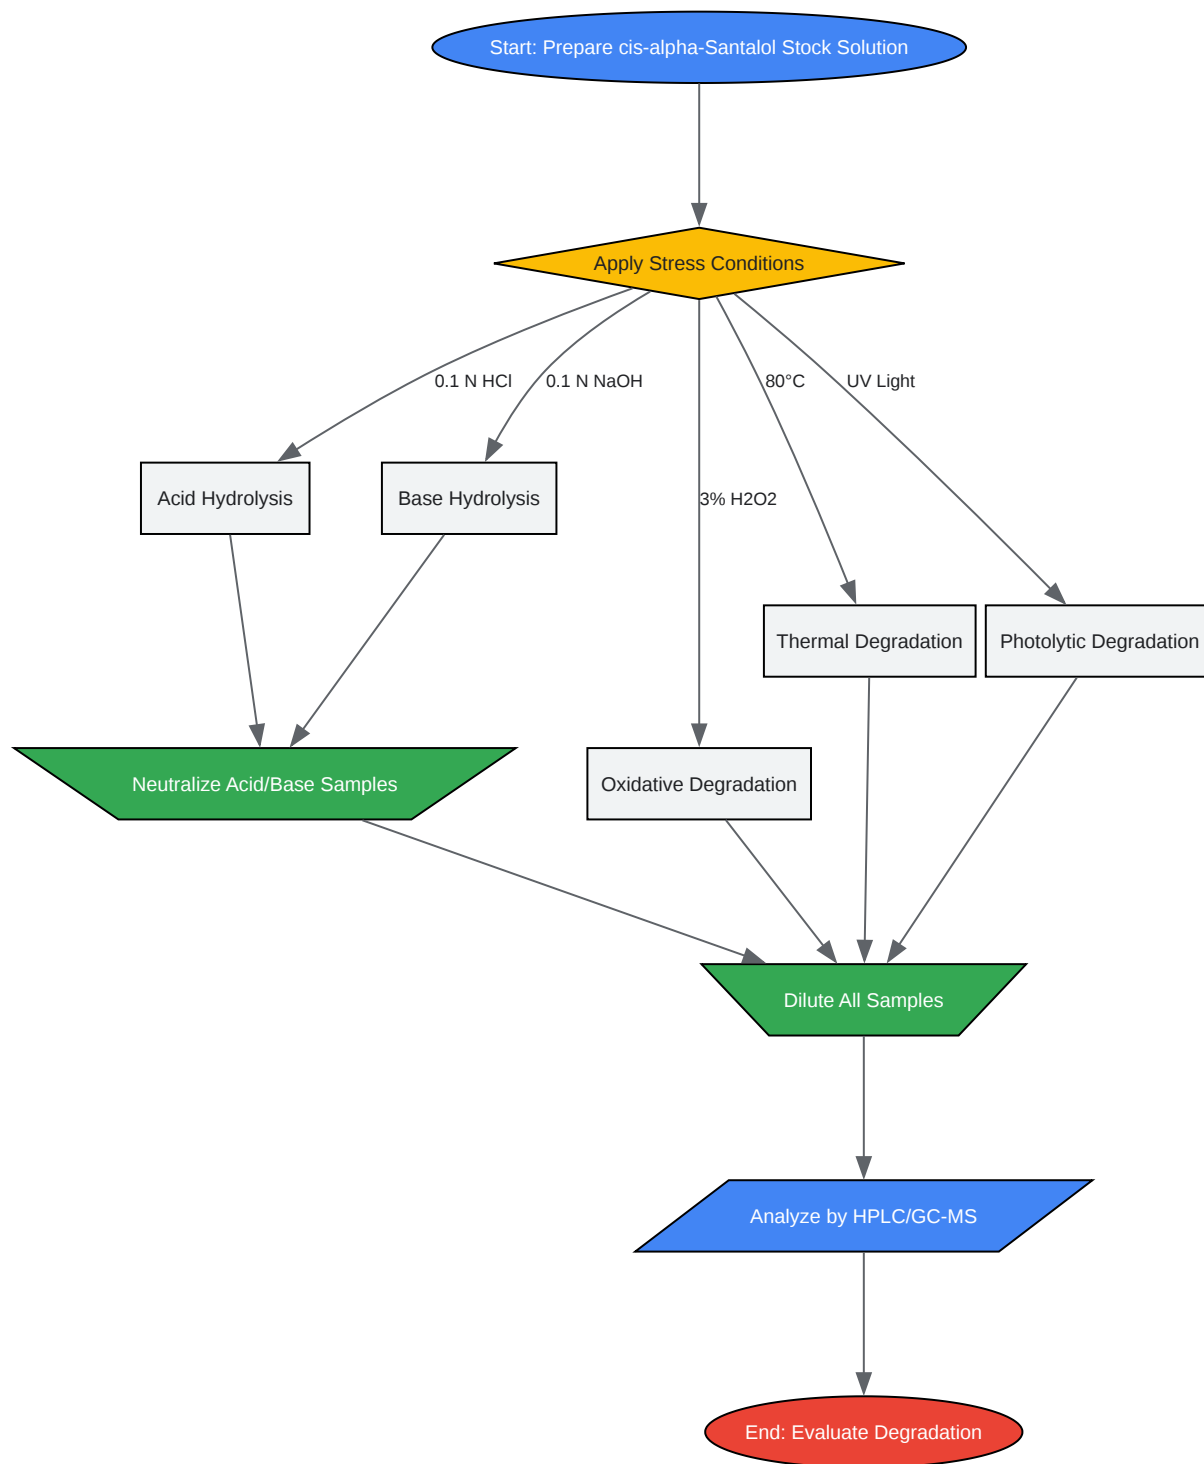 Start: Prepare cis-alpha-Santalol Stock Solution
Apply Stress Conditions
0.1 N HCl
0.1 N NaOH
80°C
UV Light
Acid Hydrolysis
Base Hydrolysis
3% H2O2
Thermal Degradation
Photolytic Degradation
Neutralize Acid/Base Samples
Oxidative Degradation
Dilute All Samples
Analyze by HPLC/GC-MS
End: Evaluate Degradation